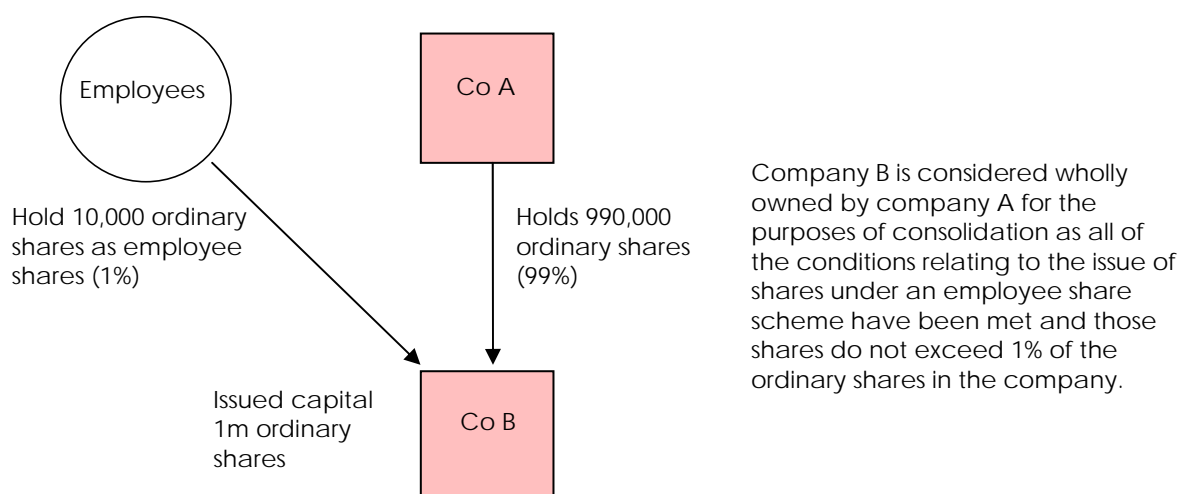 Employees
Co A
Hold 10,000 ordinary
shares as employee
shares (1%)
Holds 990,000
ordinary shares
(99%)
Company B is considered wholly
owned by company A for the
purposes of consolidation as all of
the conditions relating to the issue of
shares under an employee share
scheme have been met and those
shares do not exceed 1% of the
ordinary shares in the company.
Issued capital
1m ordinary
shares
Co B